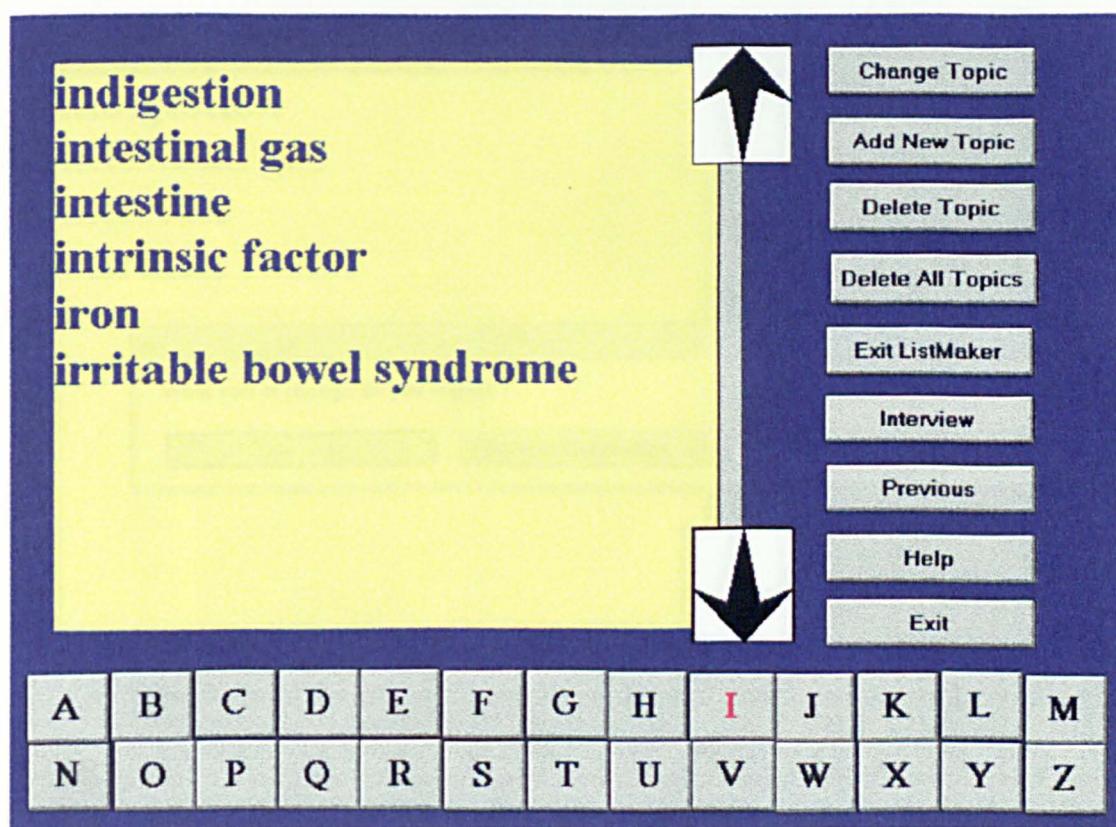 indigestion
intestinal gas
intestine
intrinsic factor
iron
irritable bowel syndrome
Change Topic
Add New Topic
Delete Topic
Delete All Topics
Exit ListMaker
Interview
Previous
Help
Exit
A B C D E F G H I J K L M
N O P Q R S T U V W X Y Z